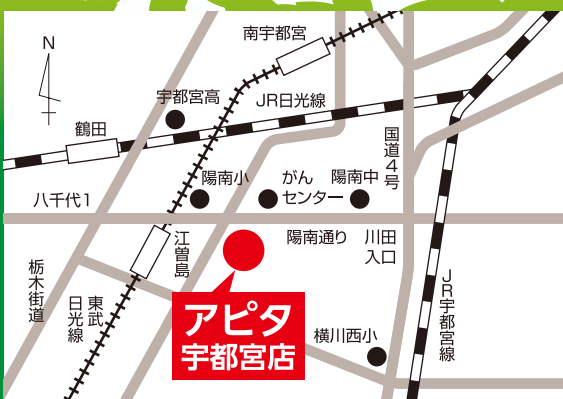 南宇都宮
N
宇都宮高
JR日光線
鶴田
国道4号
陽南小
がん
センター
陽南中
八千代1
江曽島
陽南通り
川田
入口
栃木街道
東武
日光線
JR宇都宮線
アピタ
宇都宮店
横川西小